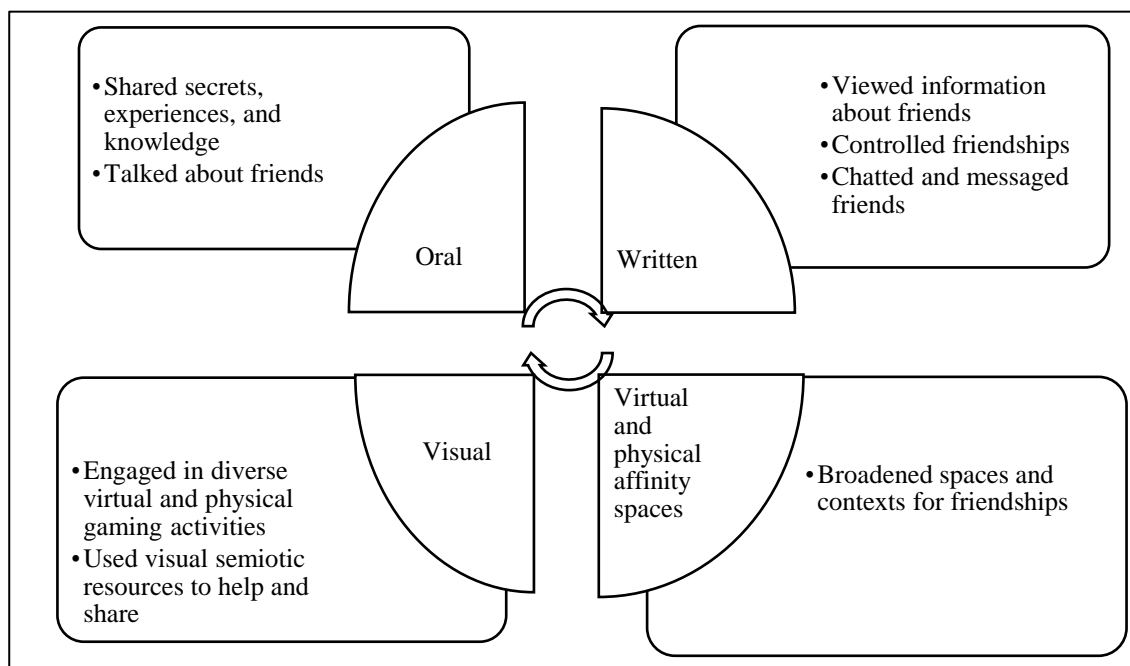 •Shared secrets,
experiences, and
knowledge
•Talked about friends
Oral
•Viewed information
about friends
•Controlled friendships
•Chatted and messaged
friends
Written
•Engaged in diverse
virtual and physical
gaming activities
•Used visual semiotic
resources to help and
share
Visual
Virtual
and
physical
affinity
spaces
•Broadened spaces and
contexts for friendships